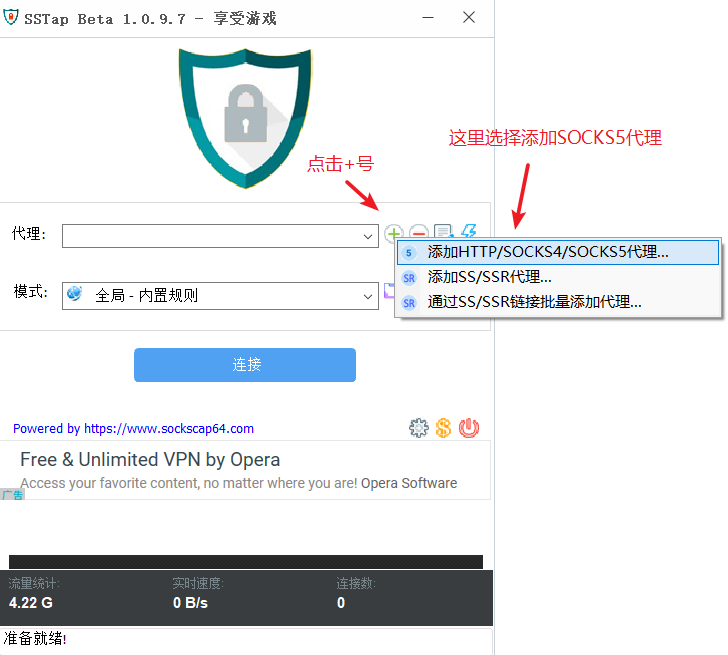 SSTap Beta 1.0.9.7 - 享受游戏
这里选择添加SOCKS5代理
点击+号
代理:
5 添加HTTP/SOCKS4/SOCKS5代理...
SR 添加SS/SSR代理...
模式: 全局 - 内置规则
SR 通过SS/SSR链接批量添加代理...
连接
Powered by https://www.sockscap64.com
Free & Unlimited VPN by Opera
Access your favorite content, no matter where you are! Opera Software
广告
流量统计: 实时速度: 连接数:
4.22 G 0 B/s 0
准备就绪!